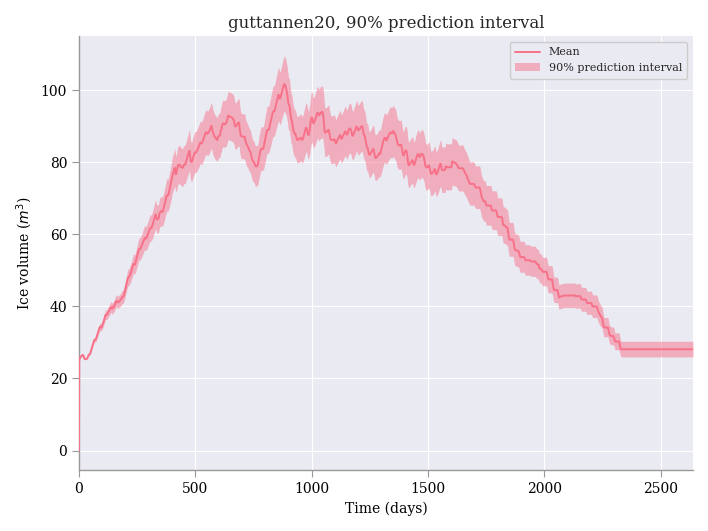 guttannen20, 90% prediction interval
Mean
90% prediction interval
Ice volume (m³)
100
80
60
40
20
0
0 500 1000 1500 2000 2500
Time (days)